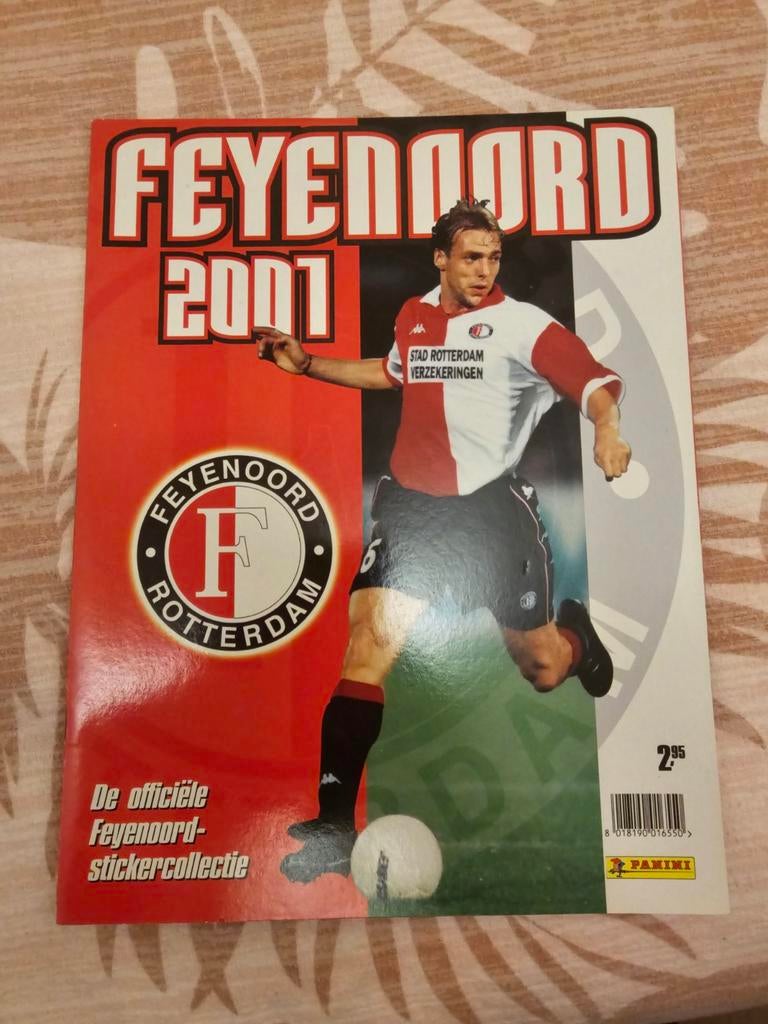 FEYENOORD
2001
STAD ROTTERDAM
VERZEKERINGEN
6
FEYENOORD
F
ROTTERDAM
De officiële
Feyenoord-
stickercollectie
2,95
8 018190 016550 >
PANINI